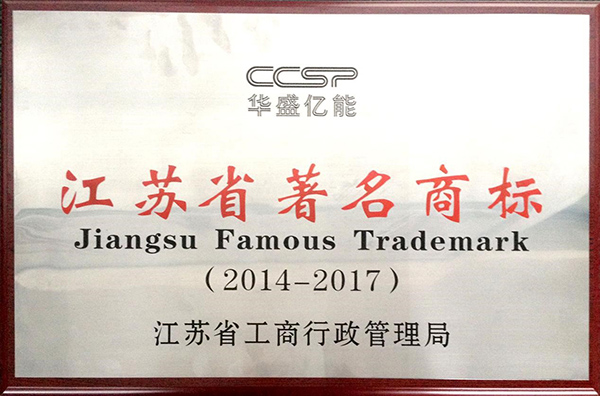 CCSP
华盛亿能
江苏省著名商标
Jiangsu Famous Trademark
(2014-2017)
江苏省工商行政管理局